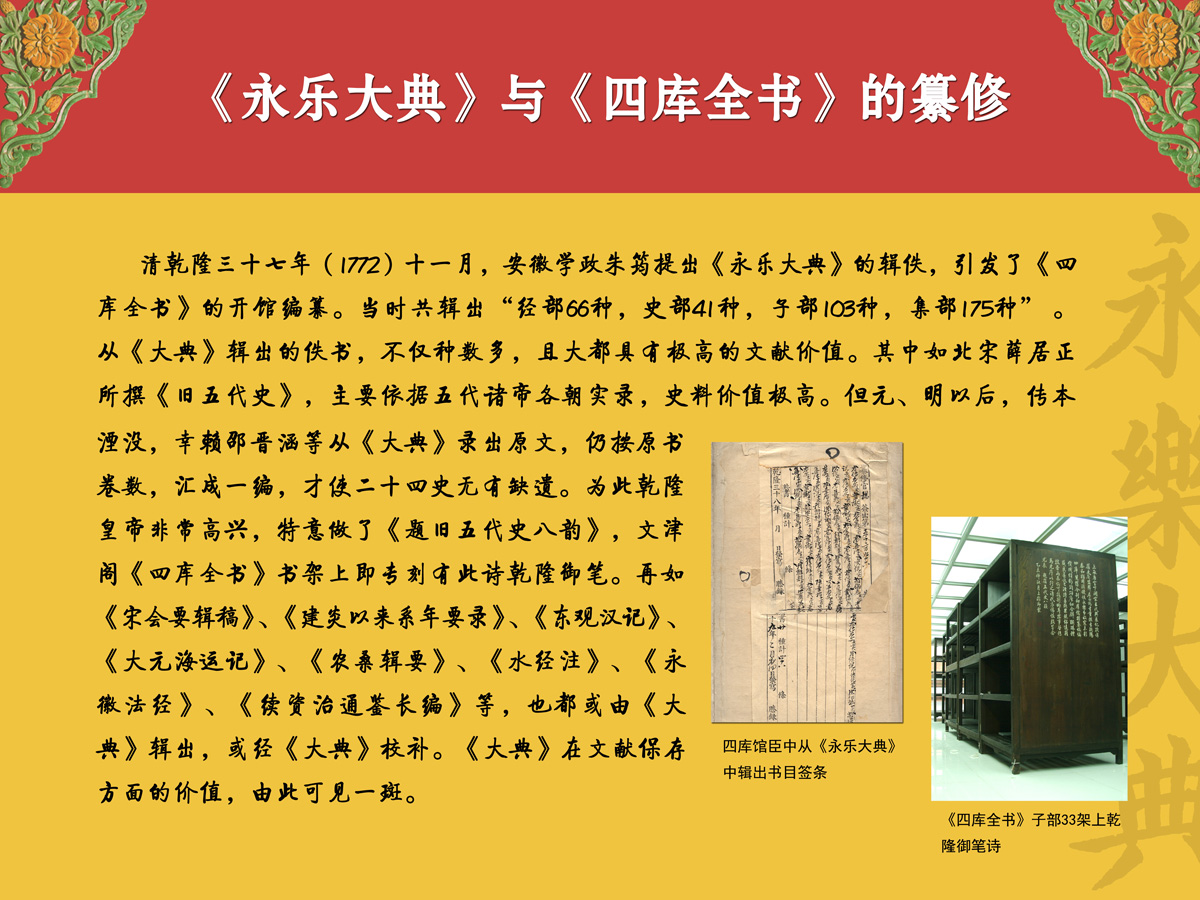 《永乐大典》与《四库全书》的纂修
清乾隆三十七年（1772）十一月，安徽学政朱筠提出《永乐大典》的辑佚，引发了《四
库全书》的开馆编纂。当时共辑出“经部66种，史部41种，子部103种，集部175种”。
从《大典》辑出的佚书，不仅种数多，且大都具有极高的文献价值。其中如北宋薛居正
所撰《旧五代史》，主要依据五代诸帝各朝实录，史料价值极高。但元、明以后，传本
湮没，幸赖邵晋涵等从《大典》录出原文，仍按原书
卷数，汇成一编，才使二十四史无有缺遗。为此乾隆
皇帝非常高兴，特意做了《题旧五代史八韵》，文津
阁《四库全书》书架上即专刻有此诗乾隆御笔。再如
《宋会要辑稿》、《建炎以来系年要录》、《东观汉记》、
《大元海运记》、《农桑辑要》、《水经注》、《永
徽法经》、《续资治通鉴长编》等，也都或由《大
典》辑出，或经《大典》校补。《大典》在文献保存
方面的价值，由此可见一斑。
四库馆臣中从《永乐大典》
中辑出书目签条
《四库全书》子部33架上乾
隆御笔诗
永樂大典
乾隆三十八年 月 日